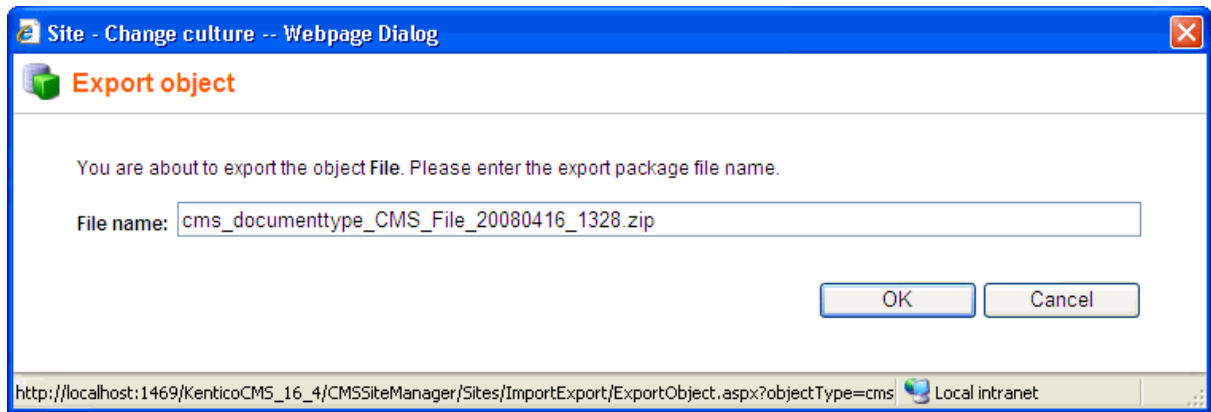 Site - Change culture -- Webpage Dialog
Export object
You are about to export the object File. Please enter the export package file name.
File name: cms_documenttype_CMS_File_20080416_1328.zip
OK Cancel
http://localhost:1469/KenticoCMS_16_4/CMSSiteManager/Sites/ImportExport/ExportObject.aspx?objectType=cms Local intranet